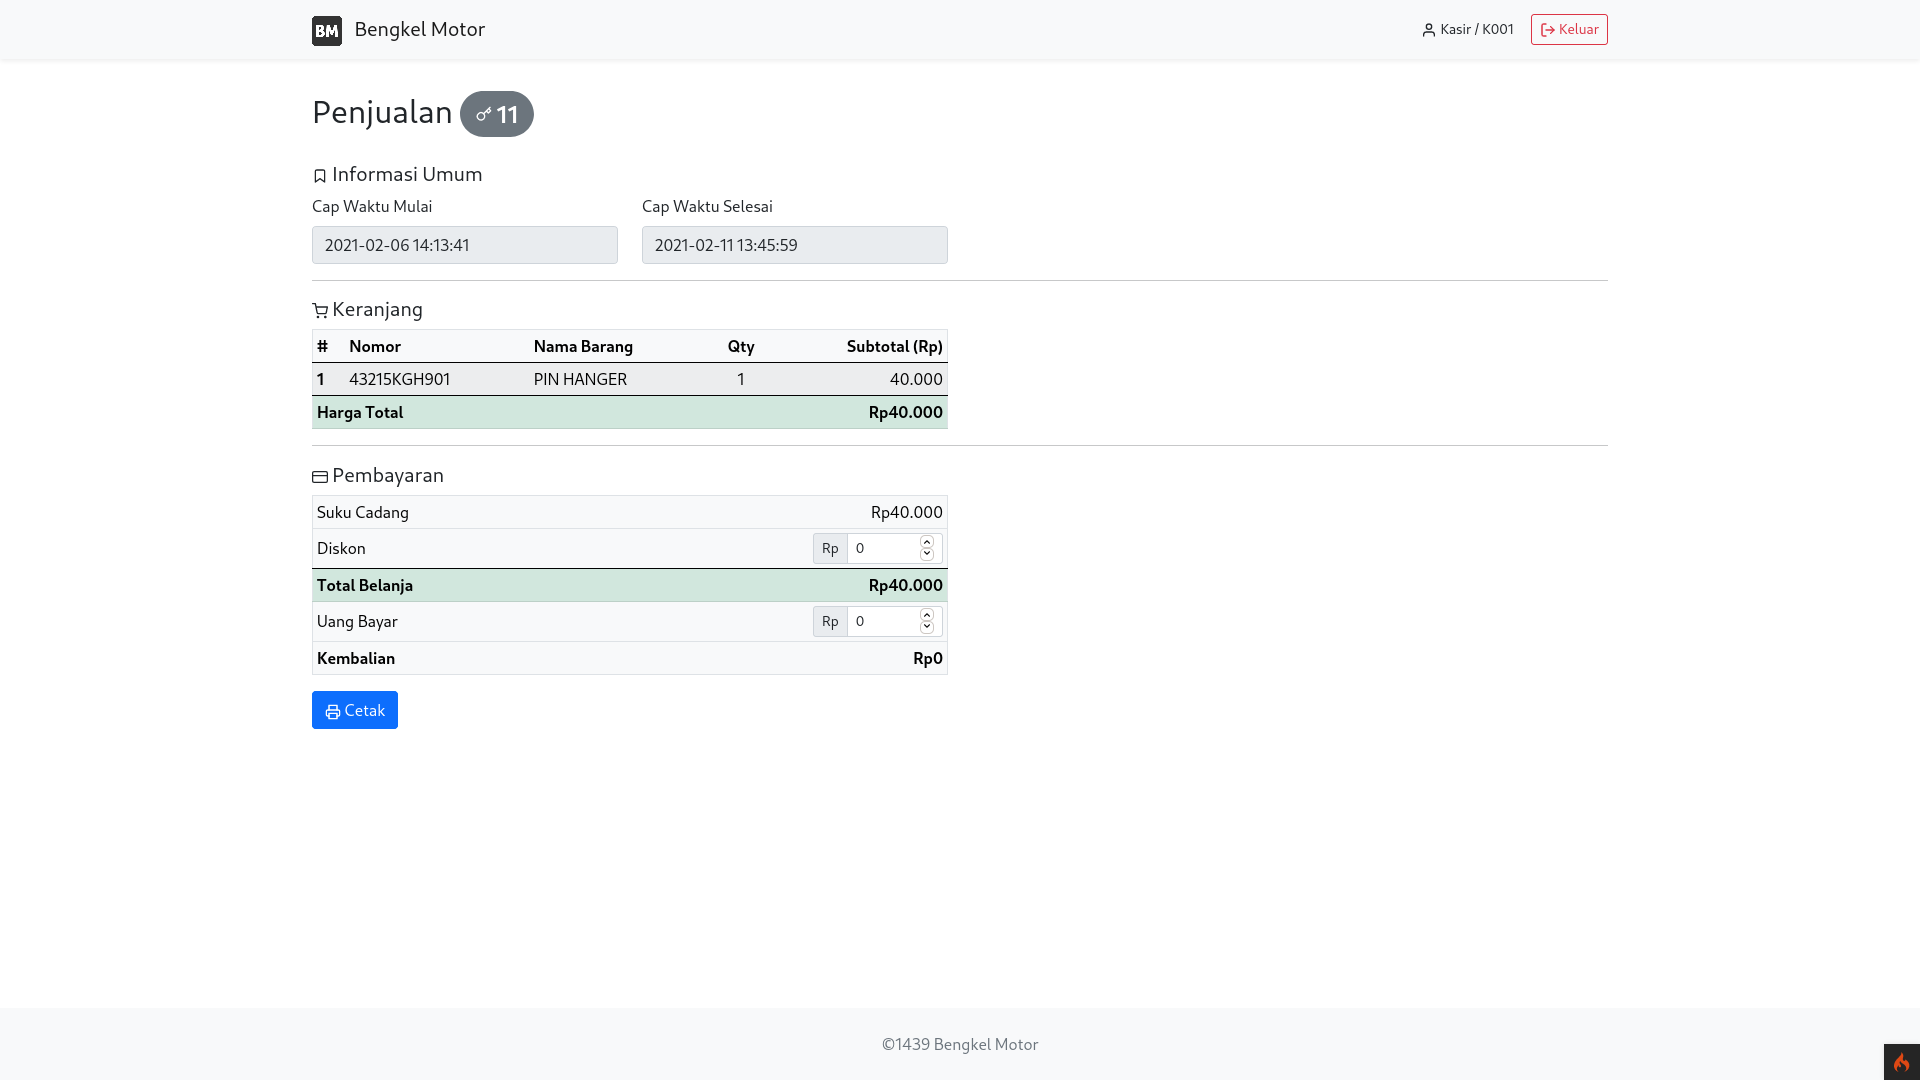 BM Bengkel Motor Kasir / K001 Keluar
Penjualan 11
Informasi Umum
Cap Waktu Mulai Cap Waktu Selesai
2021-02-06 14:13:41 2021-02-11 13:45:59
Keranjang
# Nomor Nama Barang Qty Subtotal (Rp)
1 43215KGH901 PIN HANGER 1 40.000
Harga Total Rp40.000
Pembayaran
Suku Cadang Rp40.000
Diskon Rp 0
Total Belanja Rp40.000
Uang Bayar Rp 0
Kembalian Rp0
Cetak
©1439 Bengkel Motor